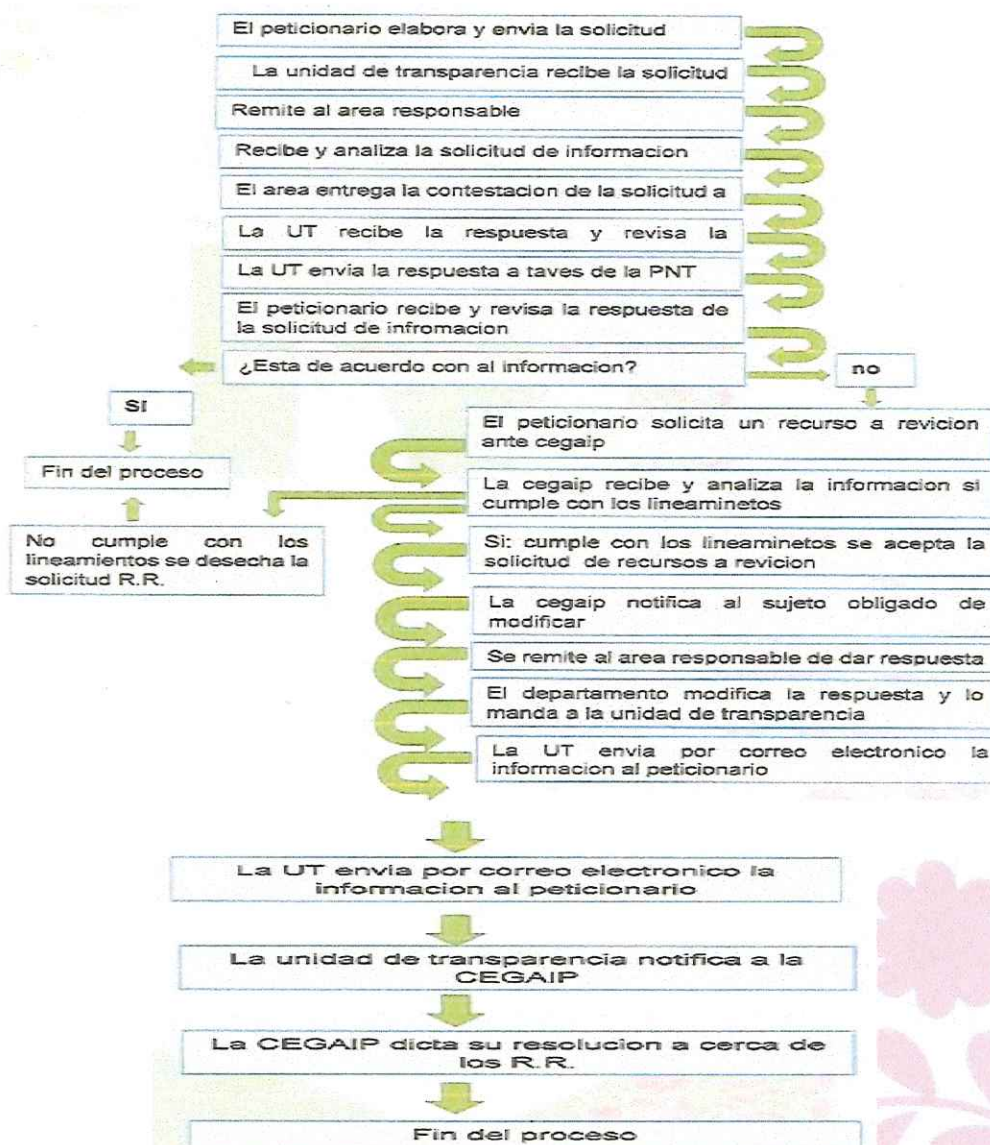 El peticionario elabora y envia la solicitud
La unidad de transparencia recibe la solicitud
Remite al area responsable
Recibe y analiza la solicitud de informacion
El area entrega la contestacion de la solicitud a
La UT recibe la respuesta y revisa la
La UT envia la respuesta a taves de la PNT
El peticionario recibe y revisa la respuesta de
la solicitud de infromacion
¿Esta de acuerdo con al informacion?
no
SI
El peticionario solicita un recurso a revicion
ante cegaip
Fin del proceso
La cegaip recibe y analiza la informacion si
cumple con los lineaminetos
No cumple con los
lineamientos se desecha la
solicitud R.R.
Si: cumple con los lineaminetos se acepta la
solicitud de recursos a revicion
La cegaip notifica al sujeto obligado de
modificar
Se remite al area responsable de dar respuesta
El departamento modifica la respuesta y lo
manda a la unidad de transparencia
La UT envia por correo electronico la
informacion al peticionario
La UT envia por correo electronico la
informacion al peticionario
La unidad de transparencia notifica a la
CEGAIP
La CEGAIP dicta su resolucion a cerca de
los R.R.
Fin del proceso